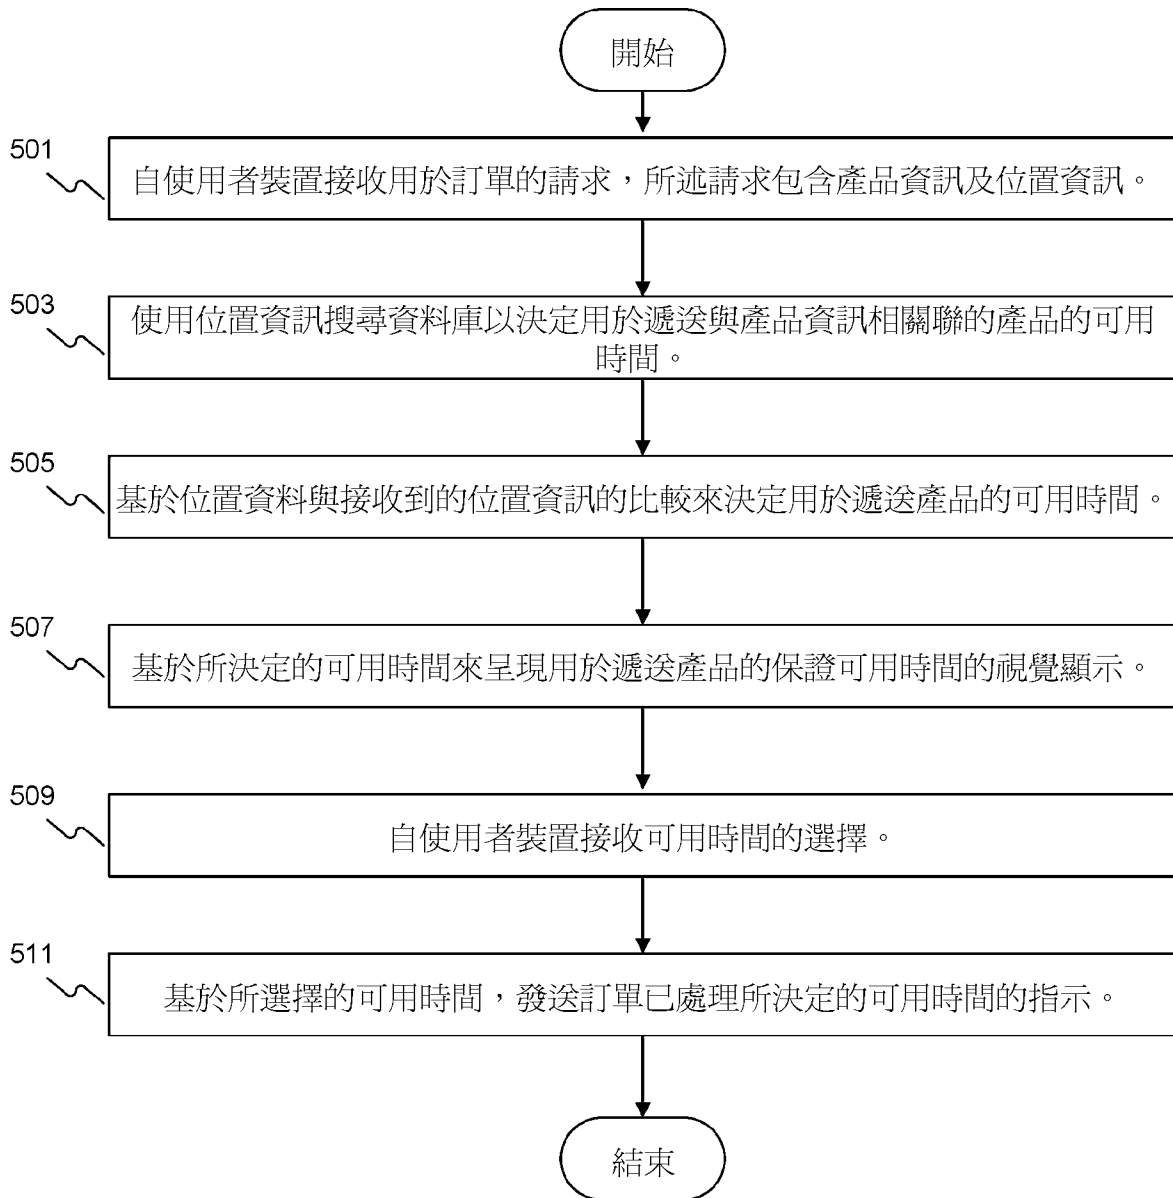 開始
501
自使用者裝置接收用於訂單的請求，所述請求包含產品資訊及位置資訊。
503
使用位置資訊搜尋資料庫以決定用於遞送與產品資訊相關聯的產品的可用
時間。
505
基於位置資料與接收到的位置資訊的比較來決定用於遞送產品的可用時間。
507
基於所決定的可用時間來呈現用於遞送產品的保證可用時間的視覺顯示。
509
自使用者裝置接收可用時間的選擇。
511
基於所選擇的可用時間，發送訂單已處理所決定的可用時間的指示。
結束